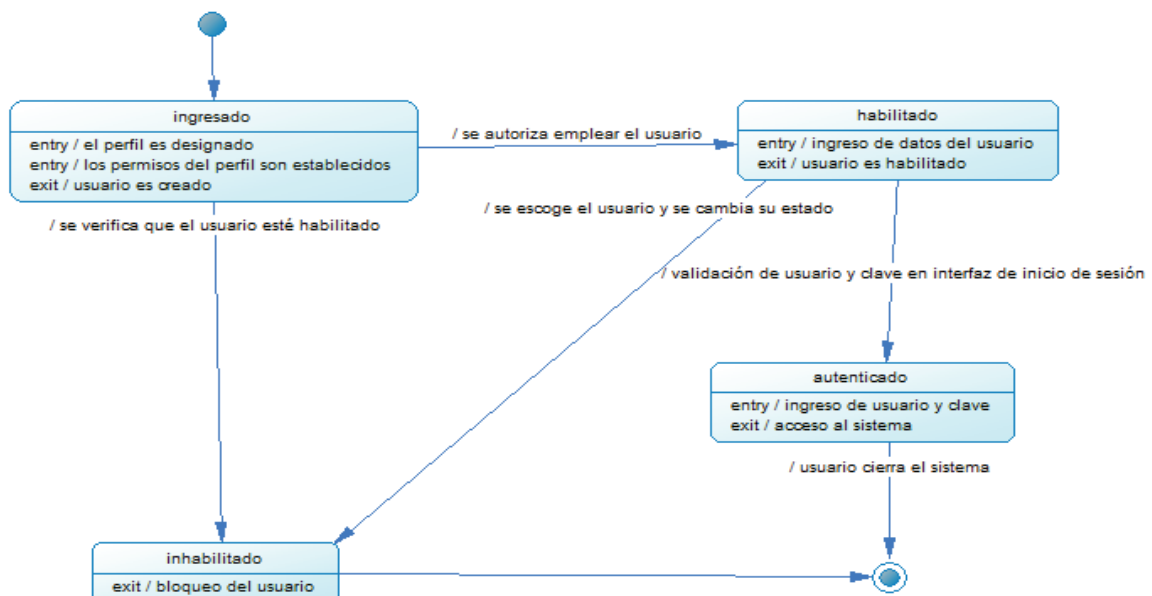 ingresado
entry / el perfil es designado
entry / los permisos del perfil son establecidos
exit / usuario es creado
/ se autoriza emplear el usuario
habilitado
entry / ingreso de datos del usuario
exit / usuario es habilitado
/ se verifica que el usuario esté habilitado
/ se escoge el usuario y se cambia su estado
/ validación de usuario y clave en interfaz de inicio de sesión
autenticado
entry / ingreso de usuario y clave
exit / acceso al sistema
/ usuario cierra el sistema
inhabilitado
exit / bloqueo del usuario